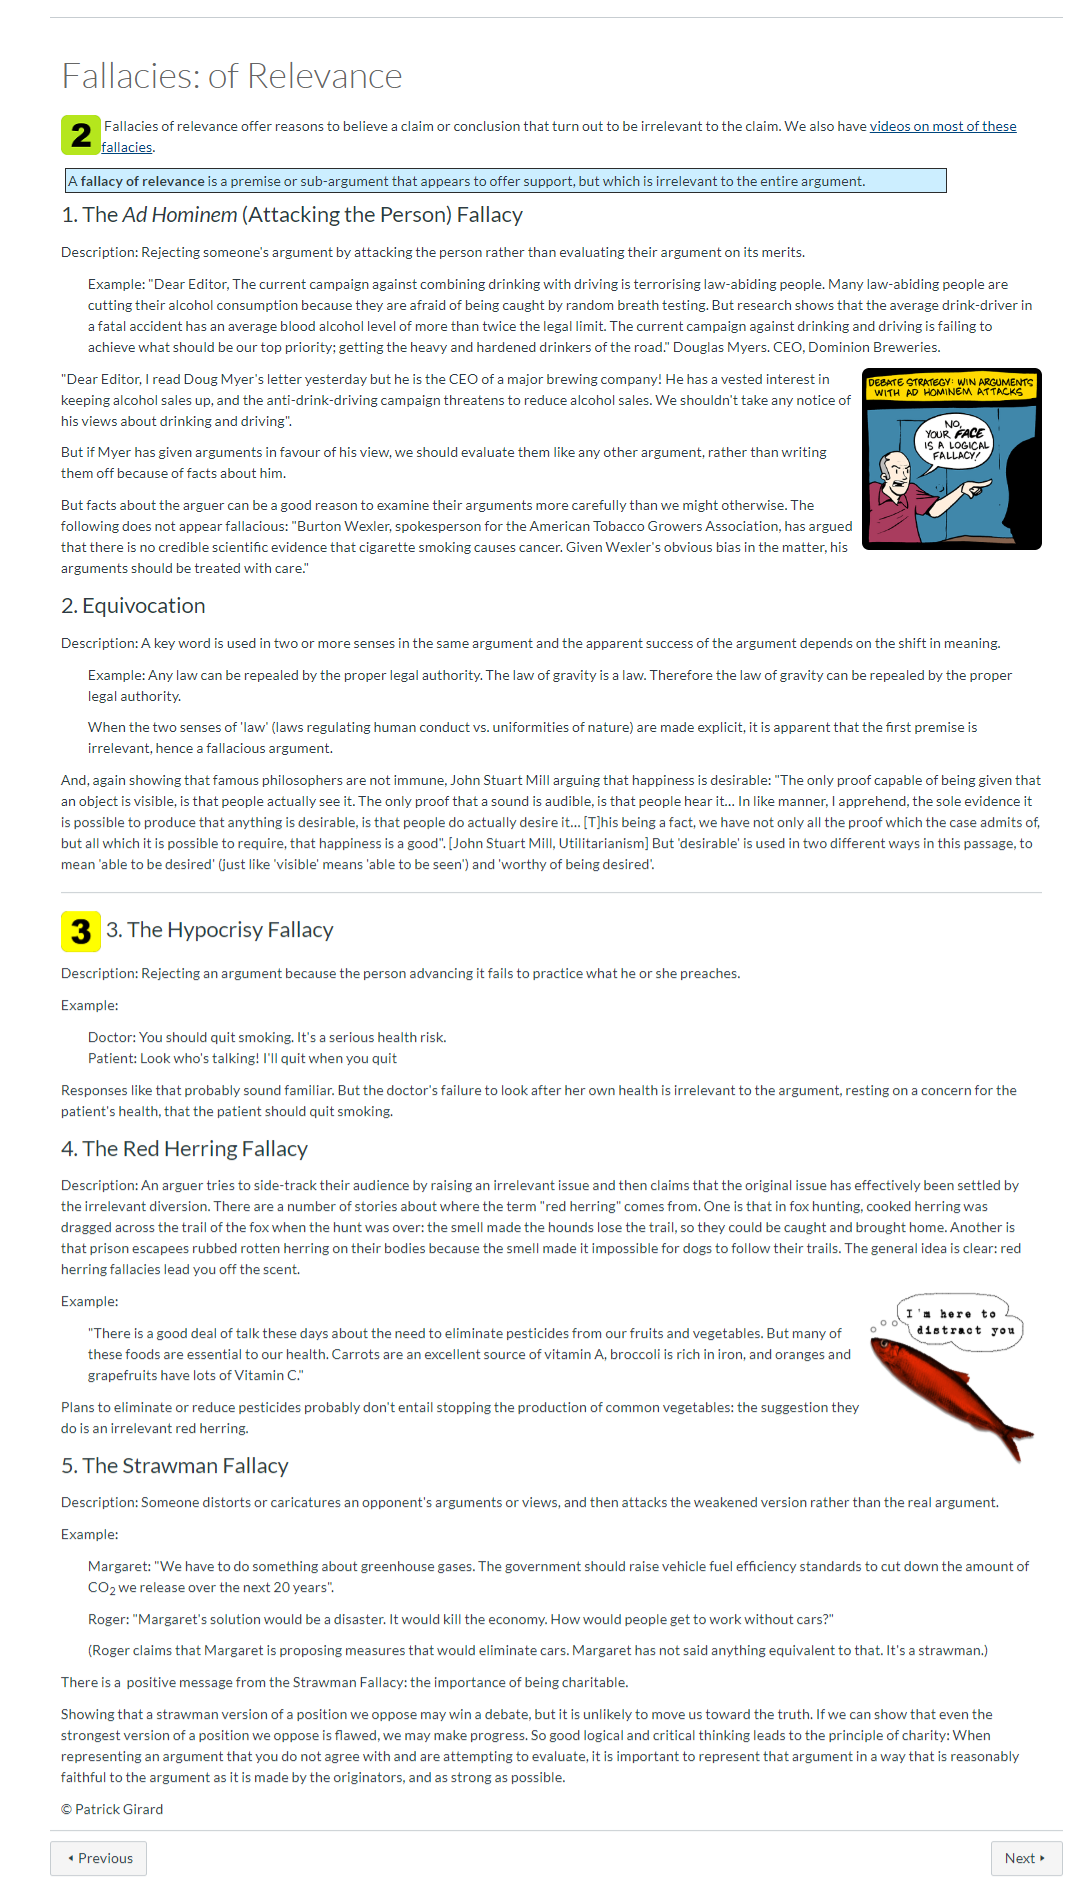 Fallacies: of Relevance
2 Fallacies of relevance offer reasons to believe a claim or conclusion that turn out to be irrelevant to the claim. We also have videos on most of these
fallacies.
A fallacy of relevance is a premise or sub-argument that appears to offer support, but which is irrelevant to the entire argument.
1. The Ad Hominem (Attacking the Person) Fallacy
Description: Rejecting someone's argument by attacking the person rather than evaluating their argument on its merits.
Example: "Dear Editor, The current campaign against combining drinking with driving is terrorising law-abiding people. Many law-abiding people are
cutting their alcohol consumption because they are afraid of being caught by random breath testing. But research shows that the average drink-driver in
a fatal accident has an average blood alcohol level of more than twice the legal limit. The current campaign against drinking and driving is failing to
achieve what should be our top priority; getting the heavy and hardened drinkers of the road." Douglas Myers. CEO, Dominion Breweries.
"Dear Editor, I read Doug Myer's letter yesterday but he is the CEO of a major brewing company! He has a vested interest in
keeping alcohol sales up, and the anti-drink-driving campaign threatens to reduce alcohol sales. We shouldn't take any notice of
his views about drinking and driving".
But if Myer has given arguments in favour of his view, we should evaluate them like any other argument, rather than writing
them off because of facts about him.
But facts about the arguer can be a good reason to examine their arguments more carefully than we might otherwise. The
following does not appear fallacious: "Burton Wexler, spokesperson for the American Tobacco Growers Association, has argued
that there is no credible scientific evidence that cigarette smoking causes cancer. Given Wexler's obvious bias in the matter, his
arguments should be treated with care."
DEBATE STRATEGY: WIN ARGUMENTS
WITH AD HOMINEM ATTACKS
NO,
YOUR FACE
IS A LOGICAL
FALLACY!
2. Equivocation
Description: A key word is used in two or more senses in the same argument and the apparent success of the argument depends on the shift in meaning.
Example: Any law can be repealed by the proper legal authority. The law of gravity is a law. Therefore the law of gravity can be repealed by the proper
legal authority.
When the two senses of 'law' (laws regulating human conduct vs. uniformities of nature) are made explicit, it is apparent that the first premise is
irrelevant, hence a fallacious argument.
And, again showing that famous philosophers are not immune, John Stuart Mill arguing that happiness is desirable: "The only proof capable of being given that
an object is visible, is that people actually see it. The only proof that a sound is audible, is that people hear it... In like manner, I apprehend, the sole evidence it
is possible to produce that anything is desirable, is that people do actually desire it... [T]his being a fact, we have not only all the proof which the case admits of,
but all which it is possible to require, that happiness is a good". [John Stuart Mill, Utilitarianism] But 'desirable' is used in two different ways in this passage, to
mean 'able to be desired' (just like 'visible' means 'able to be seen') and 'worthy of being desired'.
3 3. The Hypocrisy Fallacy
Description: Rejecting an argument because the person advancing it fails to practice what he or she preaches.
Example:
Doctor: You should quit smoking. It's a serious health risk.
Patient: Look who's talking! I'll quit when you quit
Responses like that probably sound familiar. But the doctor's failure to look after her own health is irrelevant to the argument, resting on a concern for the
patient's health, that the patient should quit smoking.
4. The Red Herring Fallacy
Description: An arguer tries to side-track their audience by raising an irrelevant issue and then claims that the original issue has effectively been settled by
the irrelevant diversion. There are a number of stories about where the term "red herring" comes from. One is that in fox hunting, cooked herring was
dragged across the trail of the fox when the hunt was over: the smell made the hounds lose the trail, so they could be caught and brought home. Another is
that prison escapees rubbed rotten herring on their bodies because the smell made it impossible for dogs to follow their trails. The general idea is clear: red
herring fallacies lead you off the scent.
Example:
"There is a good deal of talk these days about the need to eliminate pesticides from our fruits and vegetables. But many of
these foods are essential to our health. Carrots are an excellent source of vitamin A, broccoli is rich in iron, and oranges and
grapefruits have lots of Vitamin C."
I'm here to
distract you
Plans to eliminate or reduce pesticides probably don't entail stopping the production of common vegetables: the suggestion they
do is an irrelevant red herring.
5. The Strawman Fallacy
Description: Someone distorts or caricatures an opponent's arguments or views, and then attacks the weakened version rather than the real argument.
Example:
Margaret: "We have to do something about greenhouse gases. The government should raise vehicle fuel efficiency standards to cut down the amount of
CO2 we release over the next 20 years".
Roger: "Margaret's solution would be a disaster. It would kill the economy. How would people get to work without cars?"
(Roger claims that Margaret is proposing measures that would eliminate cars. Margaret has not said anything equivalent to that. It's a strawman.)
There is a positive message from the Strawman Fallacy: the importance of being charitable.
Showing that a strawman version of a position we oppose may win a debate, but it is unlikely to move us toward the truth. If we can show that even the
strongest version of a position we oppose is flawed, we may make progress. So good logical and critical thinking leads to the principle of charity: When
representing an argument that you do not agree with and are attempting to evaluate, it is important to represent that argument in a way that is reasonably
faithful to the argument as it is made by the originators, and as strong as possible.
© Patrick Girard
Previous
Next